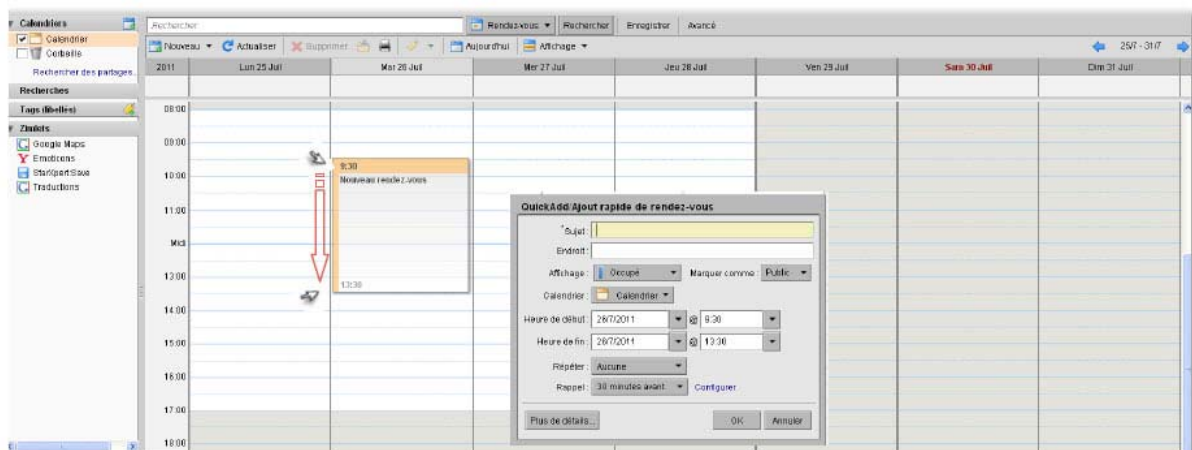 Calendriers
Calendrier
Corbeille
Rechercher des partages
Recherches
Tags (libellés)
Zimlets
Google Maps
Emoticons
StarXpert Save
Traductions
Rechercher
Rendez-vous
Rechercher
Enregistrer
Avancé
Nouveau
Actualiser
Supprimer
Aujourd'hui
Affichage
25/7 - 31/7
2011
Lun 25 Juil
Mar 26 Juil
Mer 27 Juil
Jeu 28 Juil
Ven 29 Juil
Sam 30 Juil
Dim 31 Juil
08:00
09:00
10:00
11:00
Midi
13:00
14:00
15:00
16:00
17:00
18:00
9:30
Nouveau rendez-vous
13:30
QuickAdd/Ajout rapide de rendez-vous
*Sujet:
Endroit:
Affichage: Occupé Marquer comme: Public
Calendrier: Calendrier
Heure de début: 26/7/2011 @ 9:30
Heure de fin: 26/7/2011 @ 13:30
Répéter: Aucune
Rappel: 30 minutes avant Configurer
Plus de détails... OK Annuler